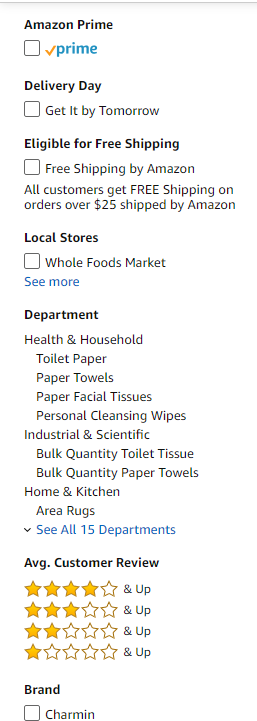 Amazon Prime
prime
Delivery Day
Get It by Tomorrow
Eligible for Free Shipping
Free Shipping by Amazon
All customers get FREE Shipping on
orders over $25 shipped by Amazon
Local Stores
Whole Foods Market
See more
Department
Health & Household
Toilet Paper
Paper Towels
Paper Facial Tissues
Personal Cleansing Wipes
Industrial & Scientific
Bulk Quantity Toilet Tissue
Bulk Quantity Paper Towels
Home & Kitchen
Area Rugs
See All 15 Departments
Avg. Customer Review
& Up
& Up
& Up
& Up
Brand
Charmin